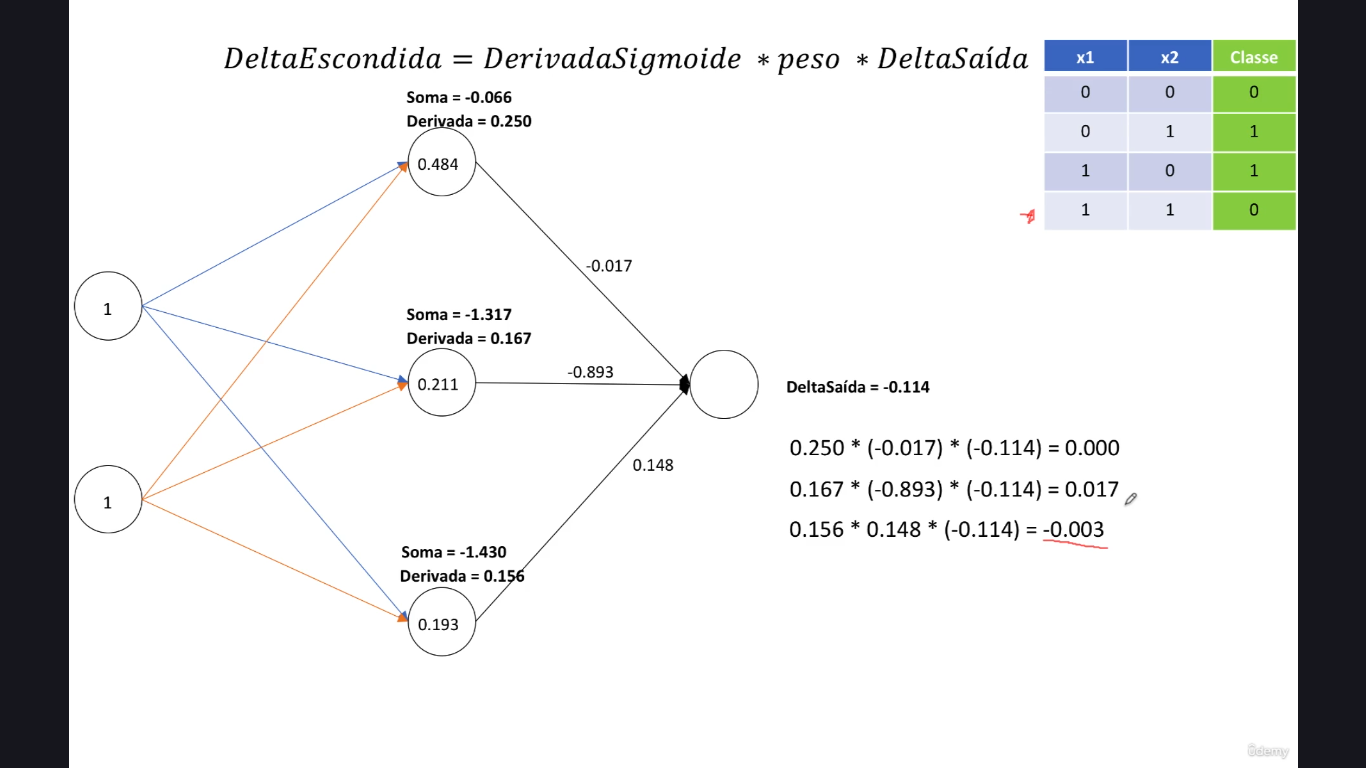 DeltaEscondida = DerivadaSigmoide * peso * DeltaSaída
x1 x2 Classe
0 0 0
0 1 1
1 0 1
1 1 0
Soma = -0.066
Derivada = 0.250
0.484
-0.017
1
Soma = -1.317
Derivada = 0.167
0.211
-0.893
DeltaSaída = -0.114
0.250 * (-0.017) * (-0.114) = 0.000
0.167 * (-0.893) * (-0.114) = 0.017
0.156 * 0.148 * (-0.114) = -0.003
0.148
1
Soma = -1.430
Derivada = 0.156
0.193
ûdemy